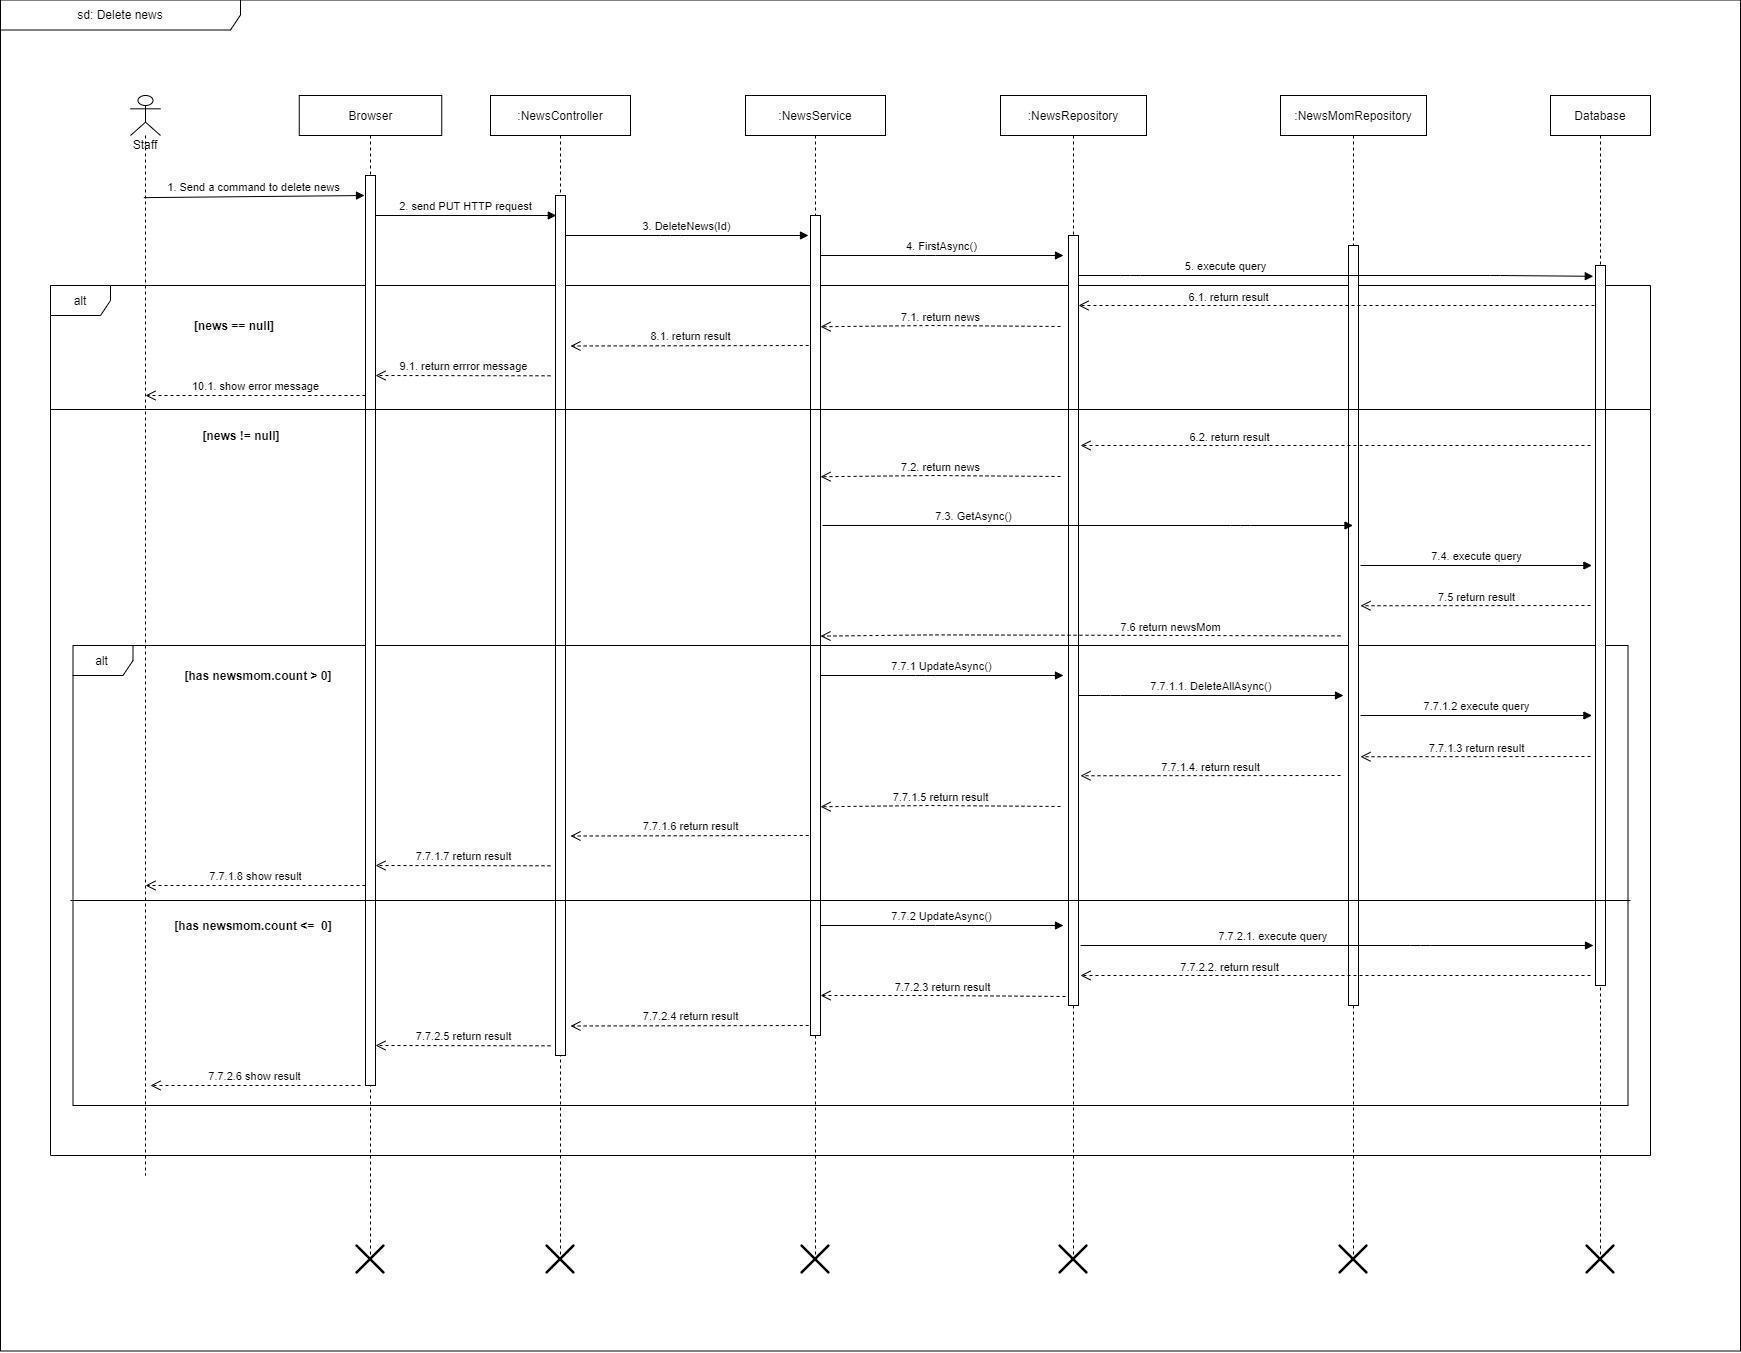 sd: Delete news
Staff
Browser
:NewsController
:NewsService
:NewsRepository
:NewsMomRepository
Database
1. Send a command to delete news
2. send PUT HTTP request
3. DeleteNews(Id)
4. FirstAsync()
5. execute query
alt
6.1. return result
[news == null]
7.1. return news
8.1. return result
9.1. return errror message
10.1. show error message
[news != null]
6.2. return result
7.2. return news
7.3. GetAsync()
7.4. execute query
7.5 return result
7.6 return newsMom
alt
[has newsmom.count > 0]
7.7.1 UpdateAsync()
7.7.1.1. DeleteAllAsync()
7.7.1.2 execute query
7.7.1.3 return result
7.7.1.4. return result
7.7.1.5 return result
7.7.1.6 return result
7.7.1.7 return result
7.7.1.8 show result
[has newsmom.count <=  0]
7.7.2 UpdateAsync()
7.7.2.1. execute query
7.7.2.2. return result
7.7.2.3 return result
7.7.2.4 return result
7.7.2.5 return result
7.7.2.6 show result